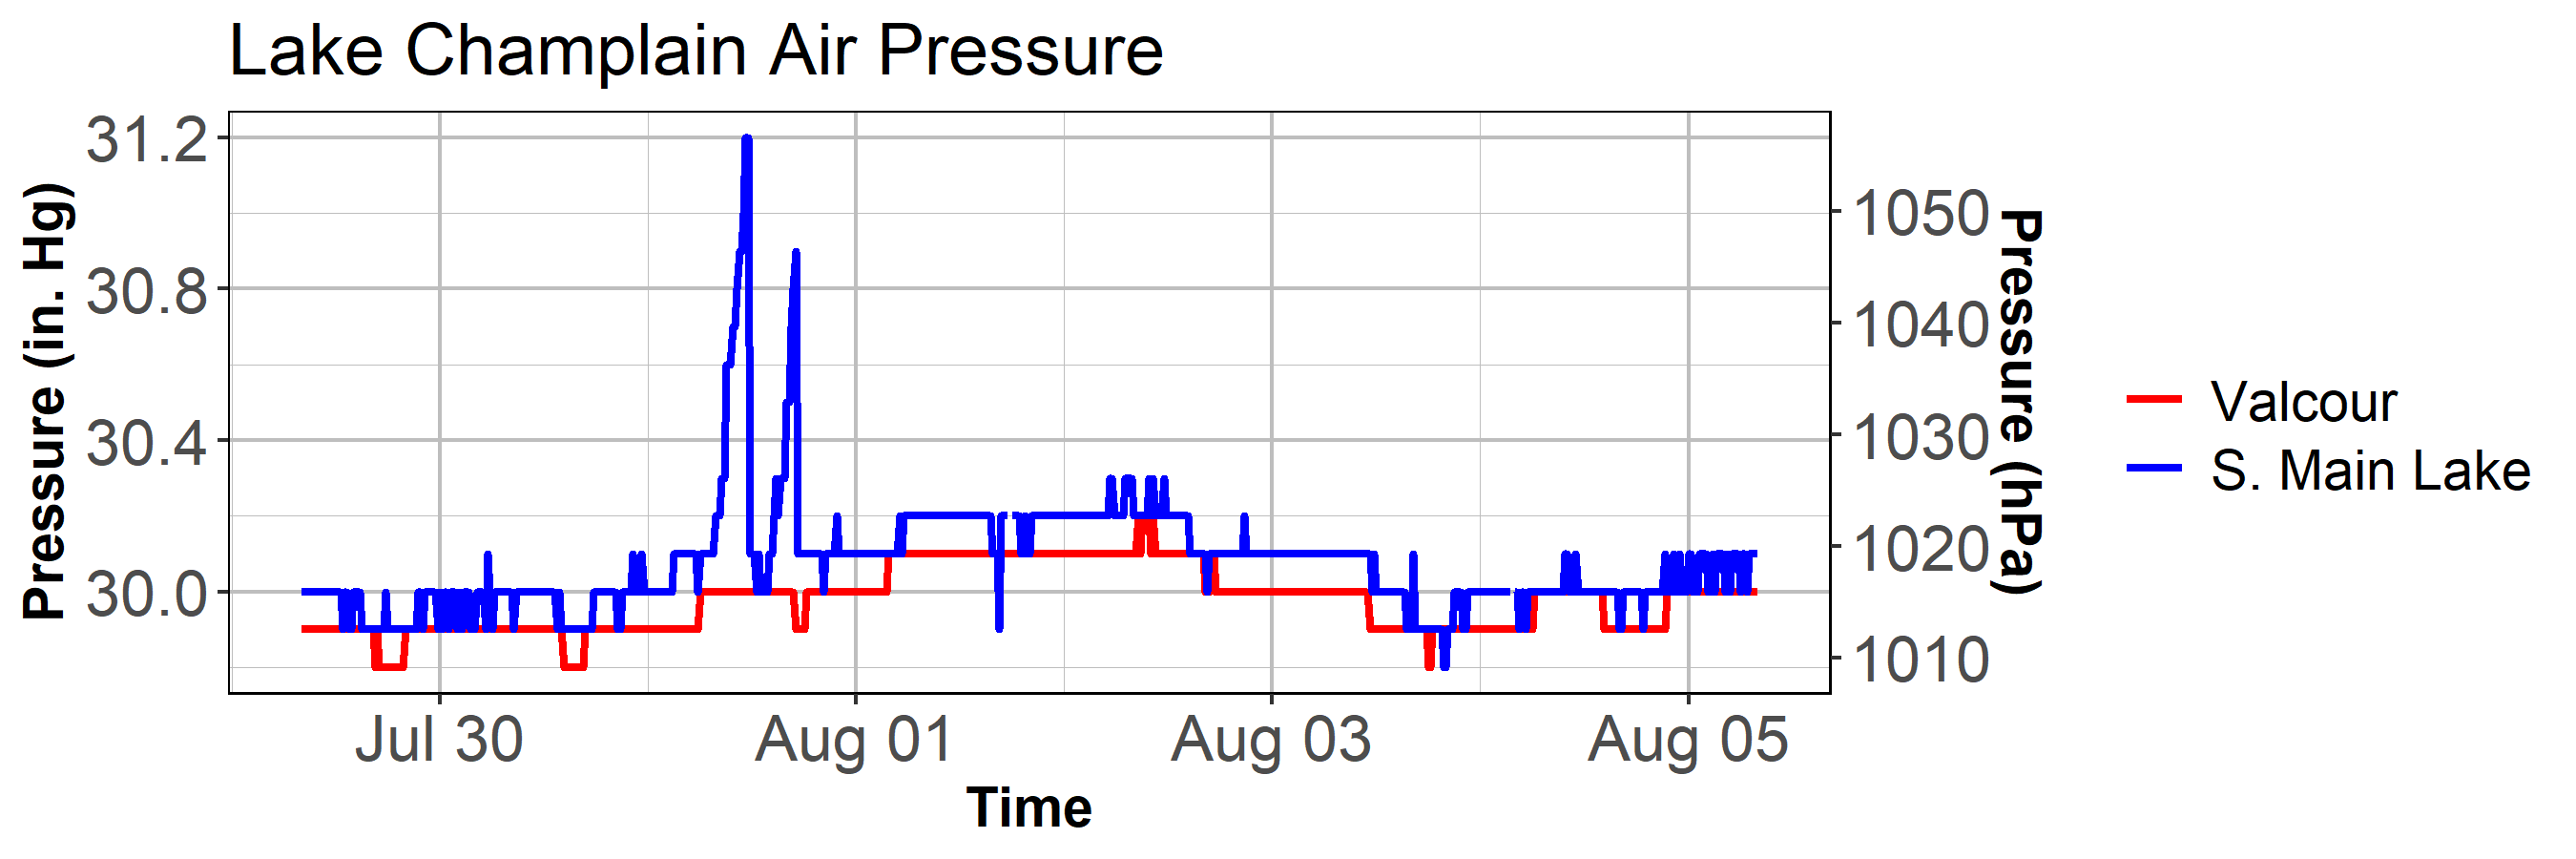 Lake Champlain Air Pressure
31.2
30.8
30.4
30.0
Pressure (in. Hg)
1050
1040
1030
1020
1010
Pressure (hPa)
Jul 30
Aug 01
Aug 03
Aug 05
Time
Valcour
S. Main Lake